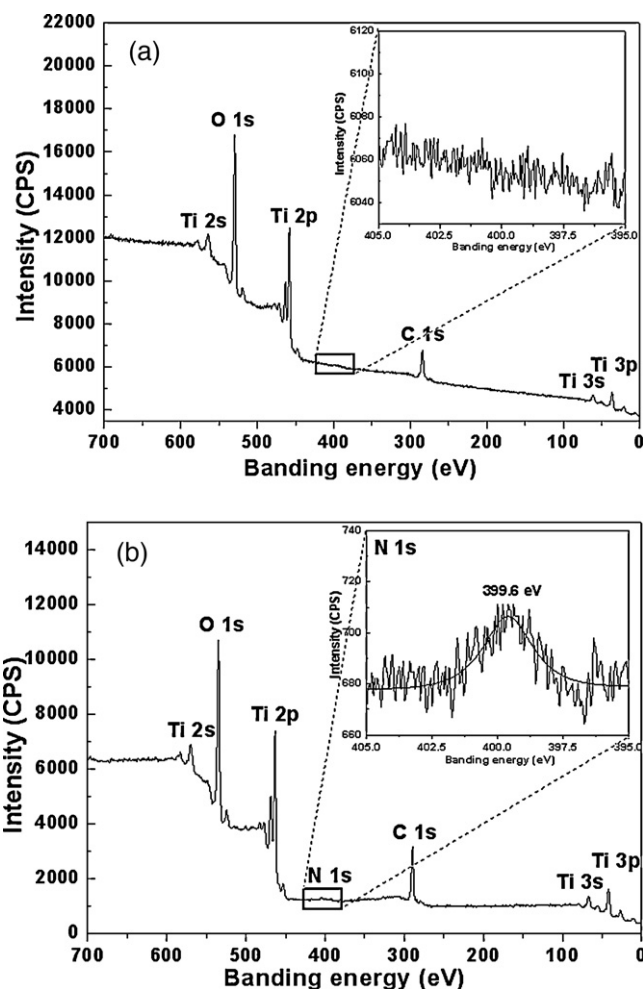 (a)
Intensity (CPS)
22000
20000
18000
16000
14000
12000
10000
8000
6000
4000
O 1s
Ti 2s
Ti 2p
C 1s
Ti 3s
Ti 3p
700 600 500 400 300 200 100 0
Banding energy (eV)
Intensity (CPS)
6120
6100
6080
6060
6040
405.0 402.5 400.0 397.5 395.0
Banding energy (eV)
(b)
Intensity (CPS)
14000
12000
10000
8000
6000
4000
2000
0
O 1s
Ti 2s
Ti 2p
N 1s
C 1s
Ti 3s
Ti 3p
700 600 500 400 300 200 100 0
Banding energy (eV)
N 1s
399.6 eV
Intensity (CPS)
740
720
700
680
660
405.0 402.5 400.0 397.5 395.0
Banding energy (eV)